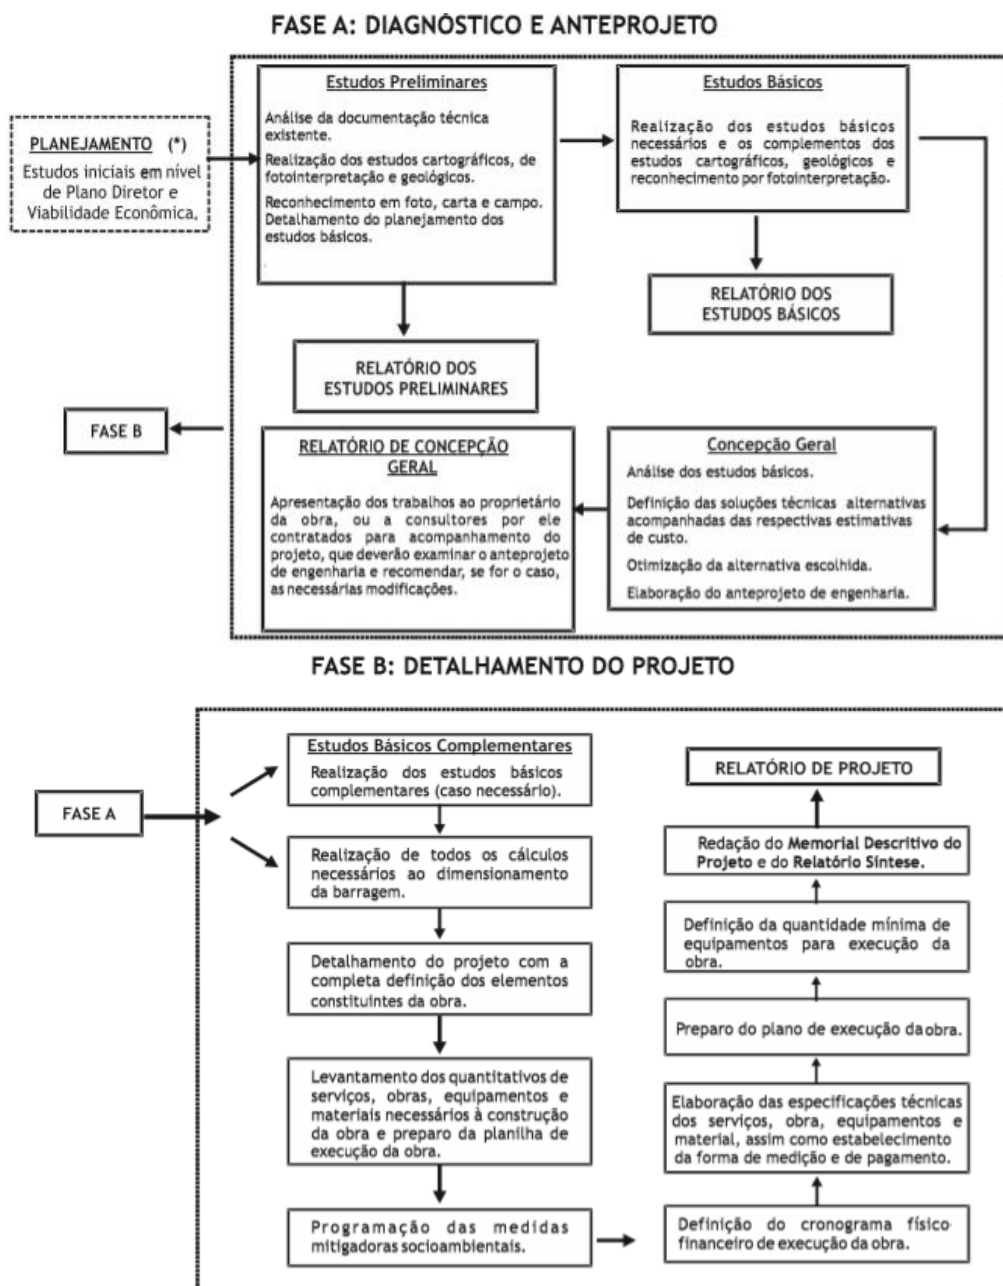 FASE A: DIAGNÓSTICO E ANTEPROJETO
PLANEJAMENTO (*)
Estudos iniciais em nível
de Plano Diretor e
Viabilidade Econômica.
Estudos Preliminares
Análise da documentação técnica
existente.
Realização dos estudos cartográficos, de
fotointerpretação e geológicos.
Reconhecimento em foto, carta e campo.
Detalhamento do planejamento dos
estudos básicos.
Estudos Básicos
Realização dos estudos básicos
necessários e os complementos dos
estudos cartográficos, geológicos e
reconhecimento por fotointerpretação.
RELATÓRIO DOS
ESTUDOS BÁSICOS
RELATÓRIO DOS
ESTUDOS PRELIMINARES
FASE B
RELATÓRIO DE CONCEPÇÃO
GERAL
Apresentação dos trabalhos ao proprietário
da obra, ou a consultores por ele
contratados para acompanhamento do
projeto, que deverão examinar o anteprojeto
de engenharia e recomendar, se for o caso,
as necessárias modificações.
Concepção Geral
Análise dos estudos básicos.
Definição das soluções técnicas alternativas
acompanhadas das respectivas estimativas
de custo.
Otimização da alternativa escolhida.
Elaboração do anteprojeto de engenharia.
FASE B: DETALHAMENTO DO PROJETO
FASE A
Estudos Básicos Complementares
Realização dos estudos básicos
complementares (caso necessário).
Realização de todos os cálculos
necessários ao dimensionamento
da barragem.
Detalhamento do projeto com a
completa definição dos elementos
constituintes da obra.
Levantamento dos quantitativos de
serviços, obras, equipamentos e
materiais necessários à construção
da obra e preparo da planilha de
execução da obra.
Programação das medidas
mitigadoras socioambientais.
RELATÓRIO DE PROJETO
Redação do Memorial Descritivo do
Projeto e do Relatório Síntese.
Definição da quantidade mínima de
equipamentos para execução da
obra.
Preparo do plano de execução da obra.
Elaboração das especificações técnicas
dos serviços, obra, equipamentos e
material, assim como estabelecimento
da forma de medição e de pagamento.
Definição do cronograma físico-
financeiro de execução da obra.